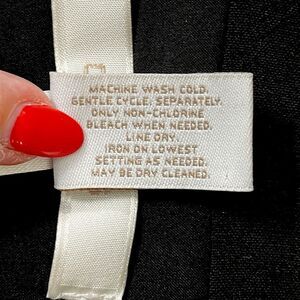 MACHINE WASH COLD.
GENTLE CYCLE, SEPARATELY.
ONLY NON-CHLORINE
BLEACH WHEN NEEDED.
LINE DRY.
IRON ON LOWEST
SETTING AS NEEDED.
MAY BE DRY CLEANED.